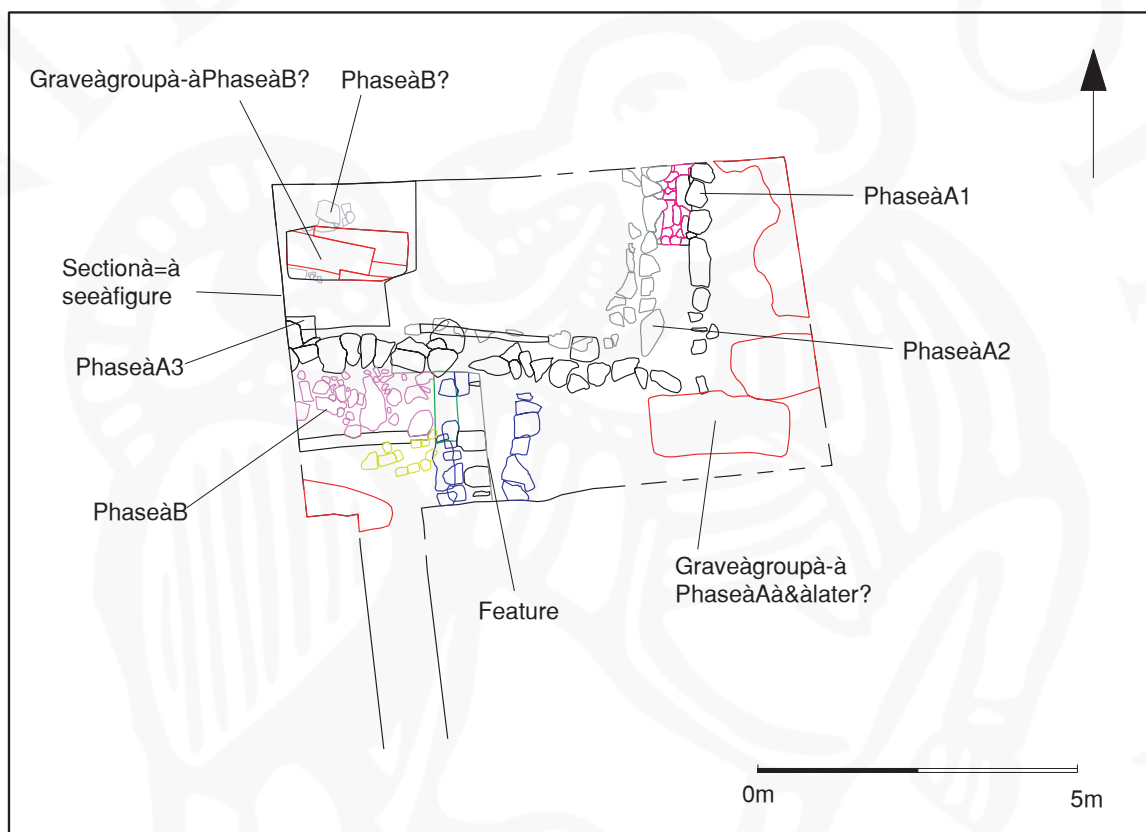 Graveàgroupà-àPhaseàB?
PhaseàB?
PhaseàA1
Sectionà=à
seeàfigure
PhaseàA3
PhaseàA2
PhaseàB
Graveàgroupà-à
PhaseàAà&àlater?
Feature
0m
5m